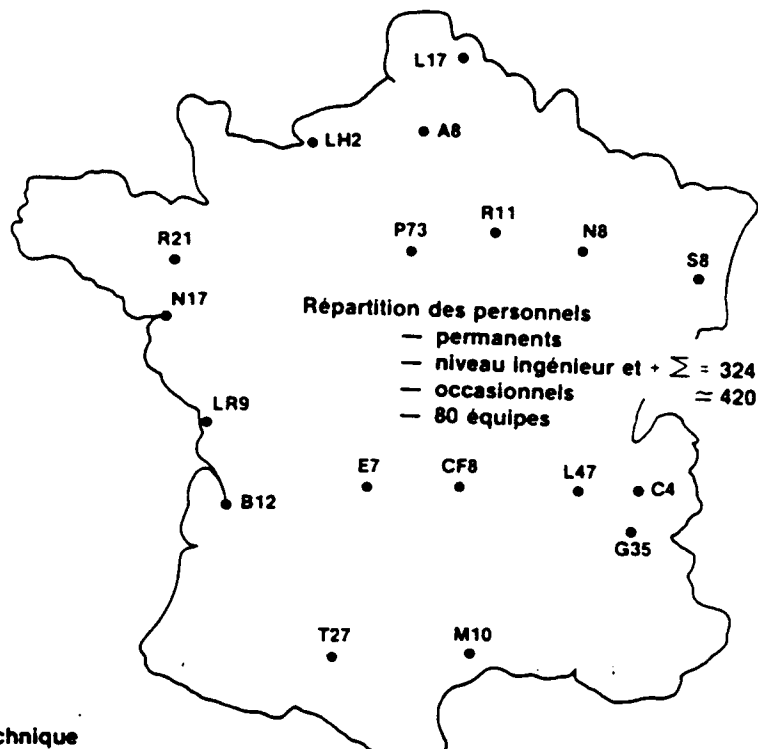 L17
LH2
A8
R21
P73
R11
N8
S8
N17
Répartition des personnels
— permanents
— niveau ingénieur et + Σ = 324
— occasionnels ≃ 420
— 80 équipes
LR9
E7
CF8
L47
C4
B12
G35
T27
M10
chnique